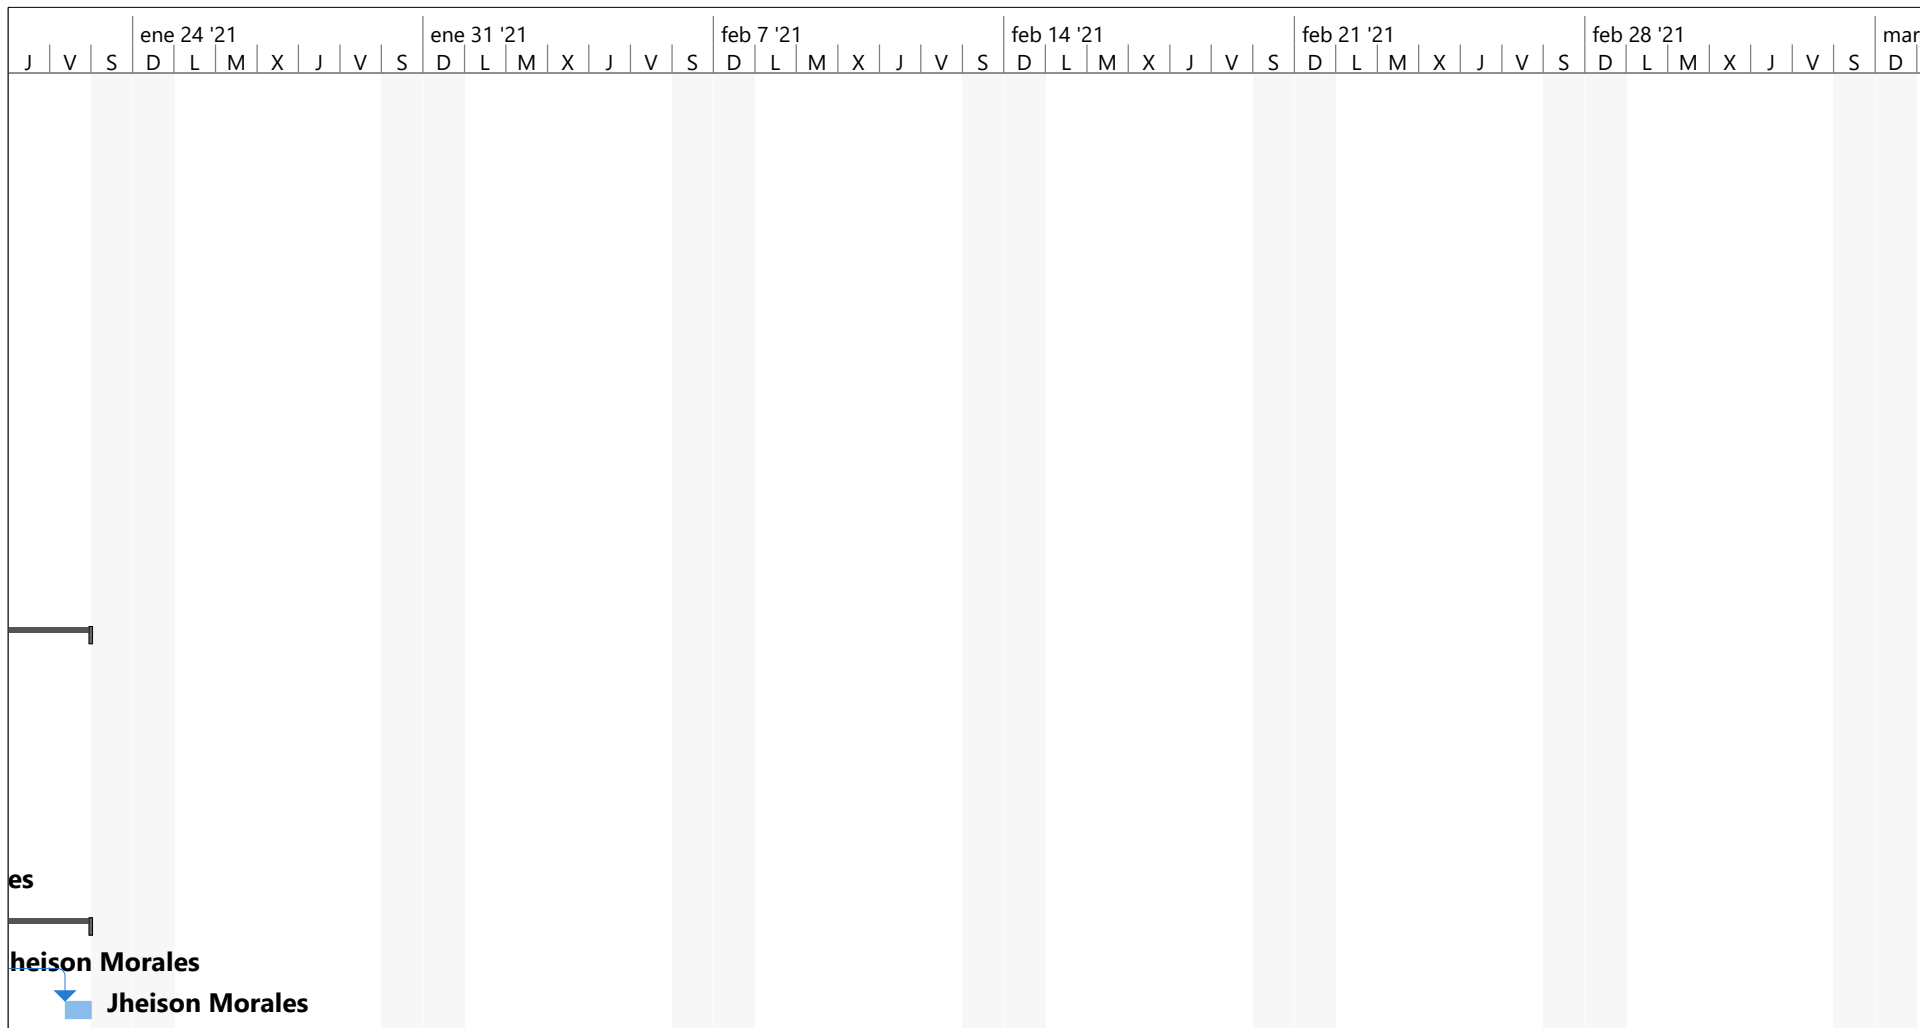 ene 24 '21 ene 31 '21 feb 7 '21 feb 14 '21 feb 21 '21 feb 28 '21 mar
J V S D L M X J V S D L M X J V S D L M X J V S D L M X J V S D L M X J V S D L M X J V S D
es
heison Morales
Jheison Morales